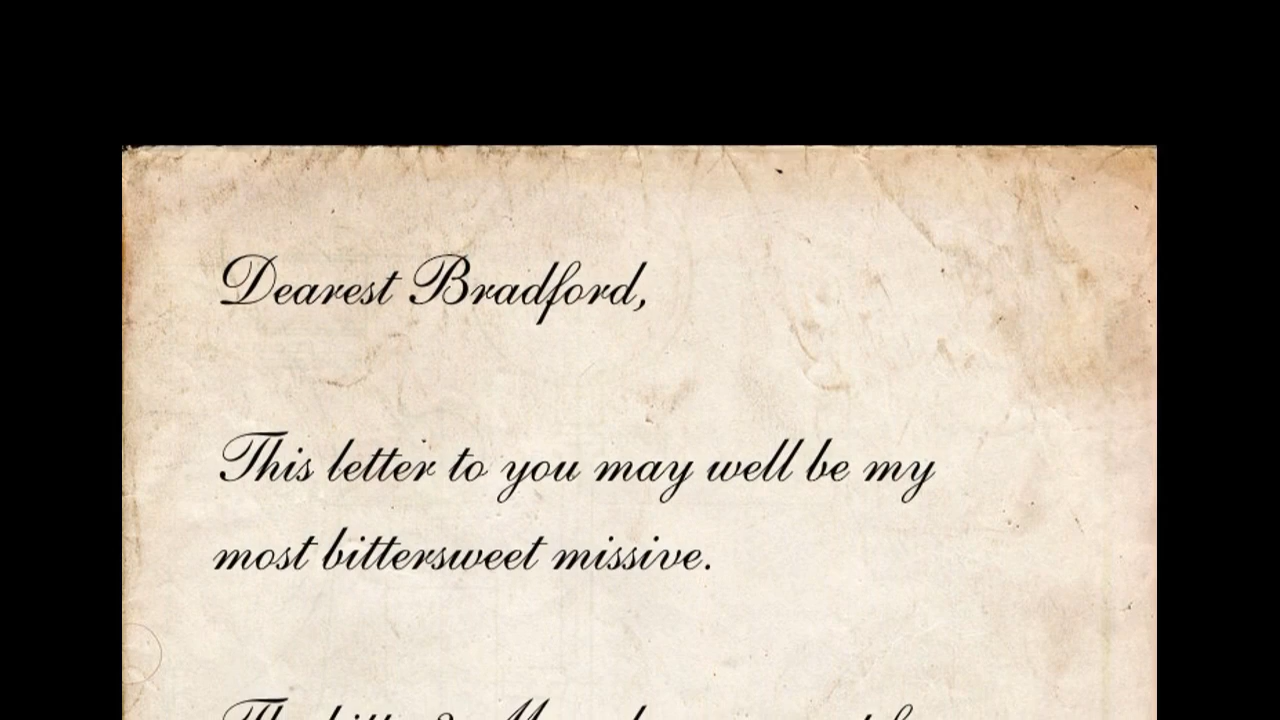 Dearest Bradford,
This letter to you may well be my
most bittersweet missive.